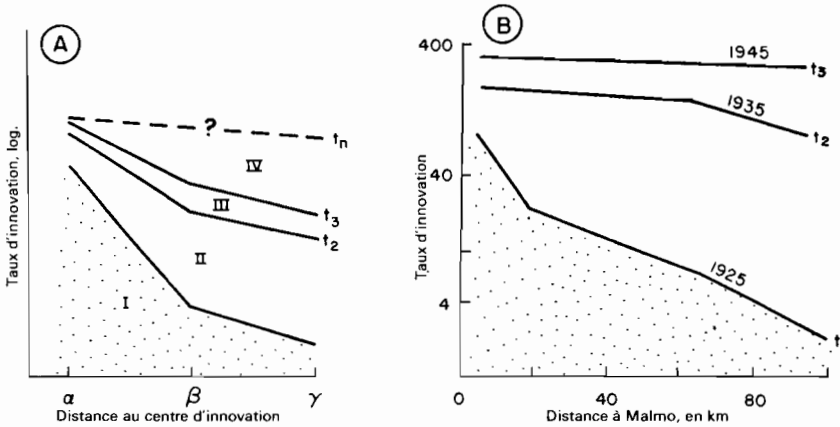 A
Taux d'innovation, log.
?
tn
IV
III
t3
t2
II
I
α β γ
Distance au centre d'innovation
B
Taux d'innovation
400
40
4
1945
t3
1935
t2
1925
t
0 40 80
Distance à Malmo, en km